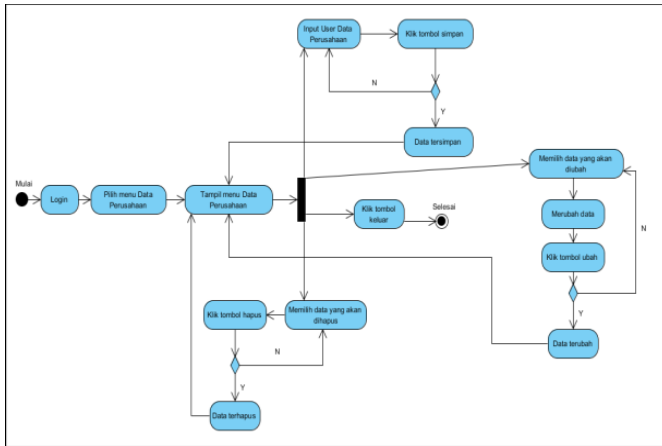 Input User Data
Perusahaan
Klik tombol simpan
N
Y
Data tersimpan
Memilih data yang akan
diubah
Mulai
Login
Pilih menu Data
Perusahaan
Tampil menu Data
Perusahaan
Klik tombol
keluar
Selesai
Merubah data
N
Klik tombol ubah
Y
Data terubah
Klik tombol hapus
Memilih data yang akan
dihapus
N
Y
Data terhapus